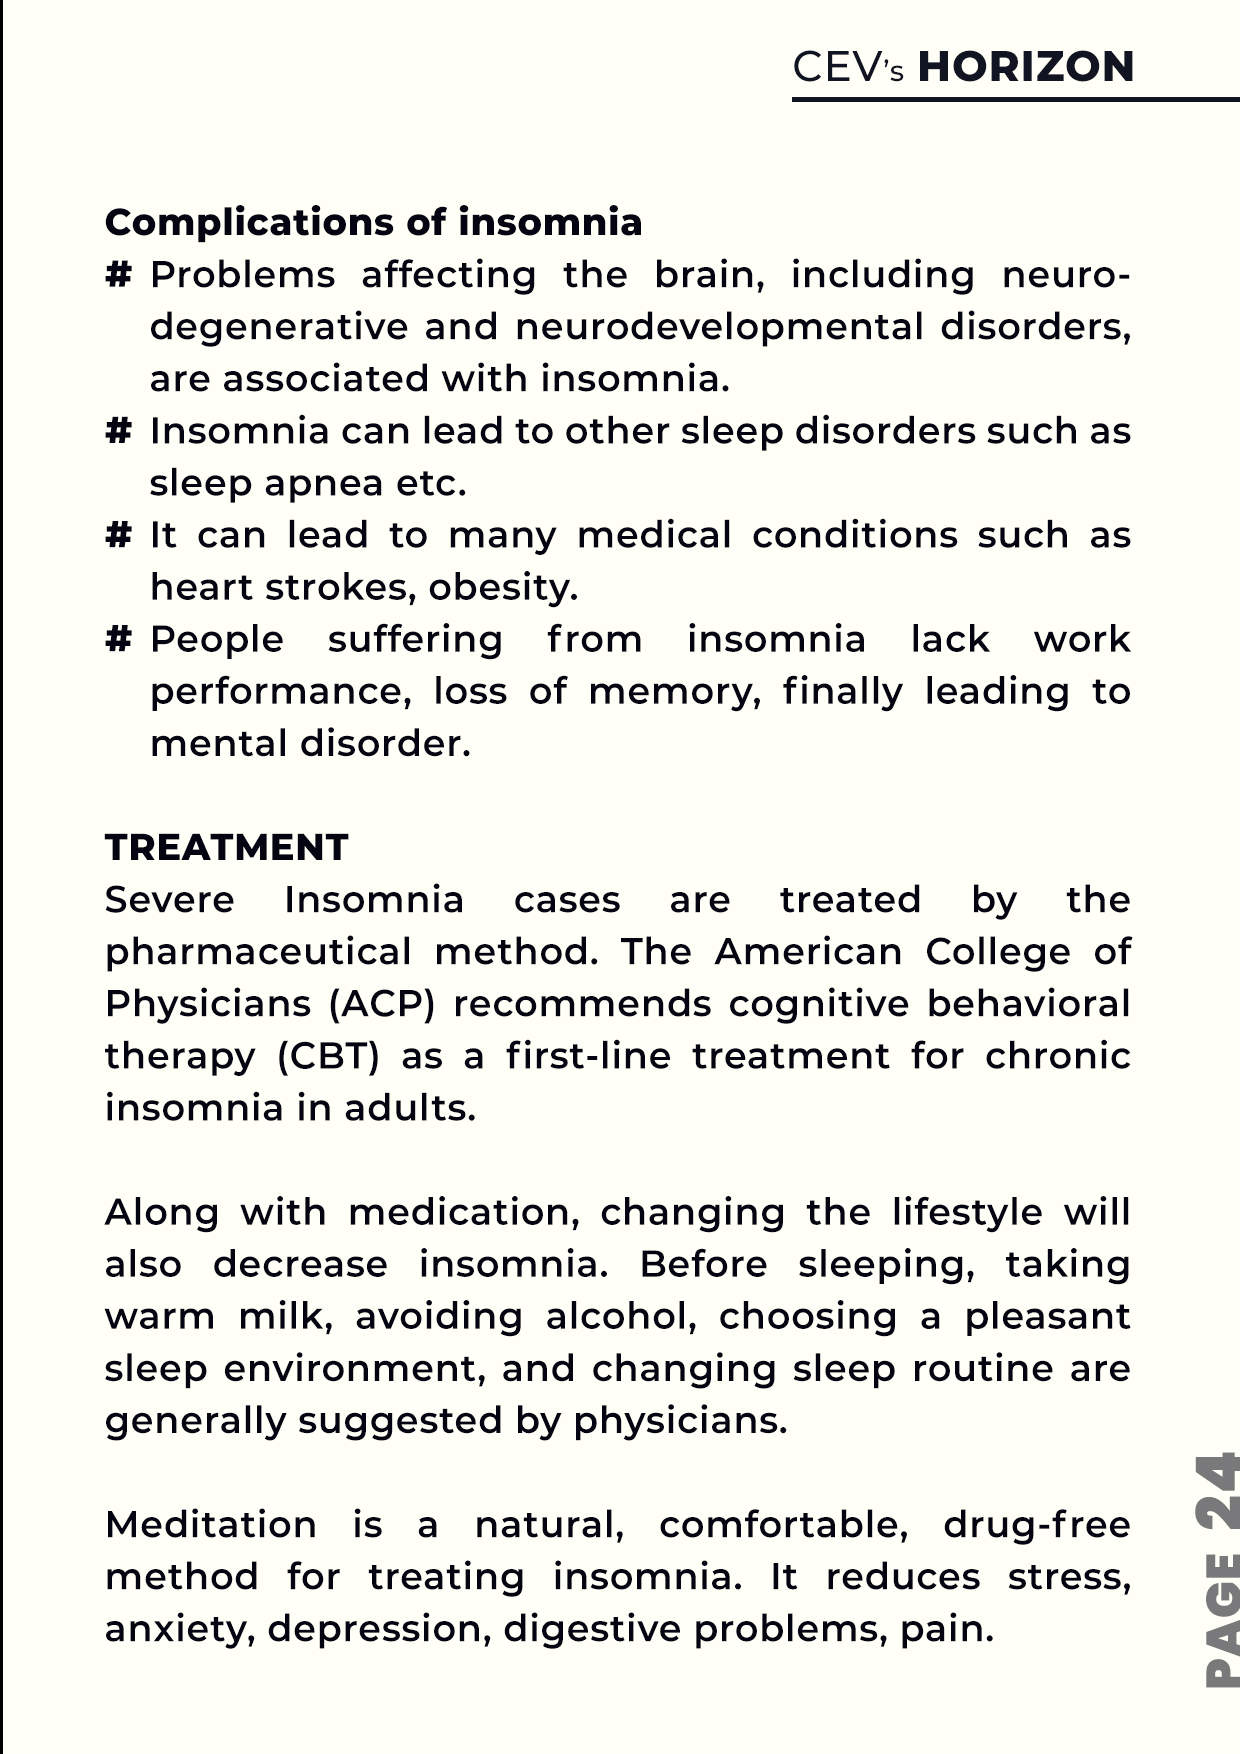 CEV's HORIZON
Complications of insomnia
# Problems affecting the brain, including neuro-
degenerative and neurodevelopmental disorders,
are associated with insomnia.
# Insomnia can lead to other sleep disorders such as
sleep apnea etc.
# It can lead to many medical conditions such as
heart strokes, obesity.
# People suffering from insomnia lack work
performance, loss of memory, finally leading to
mental disorder.
TREATMENT
Severe Insomnia cases are treated by the
pharmaceutical method. The American College of
Physicians (ACP) recommends cognitive behavioral
therapy (CBT) as a first-line treatment for chronic
insomnia in adults.
Along with medication, changing the lifestyle will
also decrease insomnia. Before sleeping, taking
warm milk, avoiding alcohol, choosing a pleasant
sleep environment, and changing sleep routine are
generally suggested by physicians.
Meditation is a natural, comfortable, drug-free
method for treating insomnia. It reduces stress,
anxiety, depression, digestive problems, pain.
PAGE 24